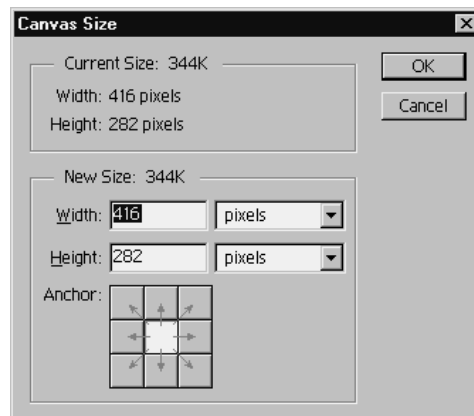 Canvas Size
Current Size: 344K
OK
Width: 416 pixels
Cancel
Height: 282 pixels
New Size: 344K
Width: 416 pixels
Height: 282 pixels
Anchor: